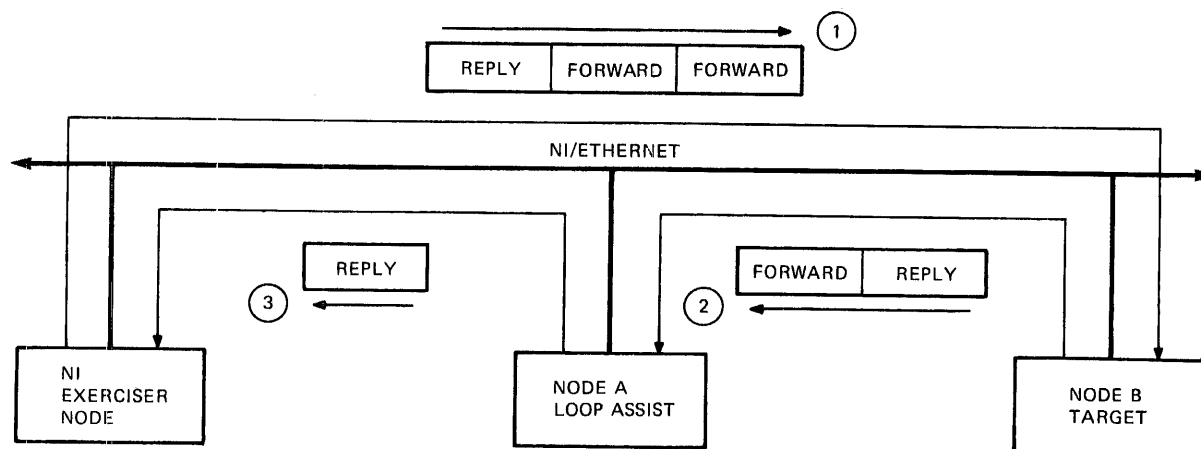 1
REPLY FORWARD FORWARD
NI/ETHERNET
REPLY
3
FORWARD REPLY
2
NI
EXERCISER
NODE
NODE A
LOOP ASSIST
NODE B
TARGET